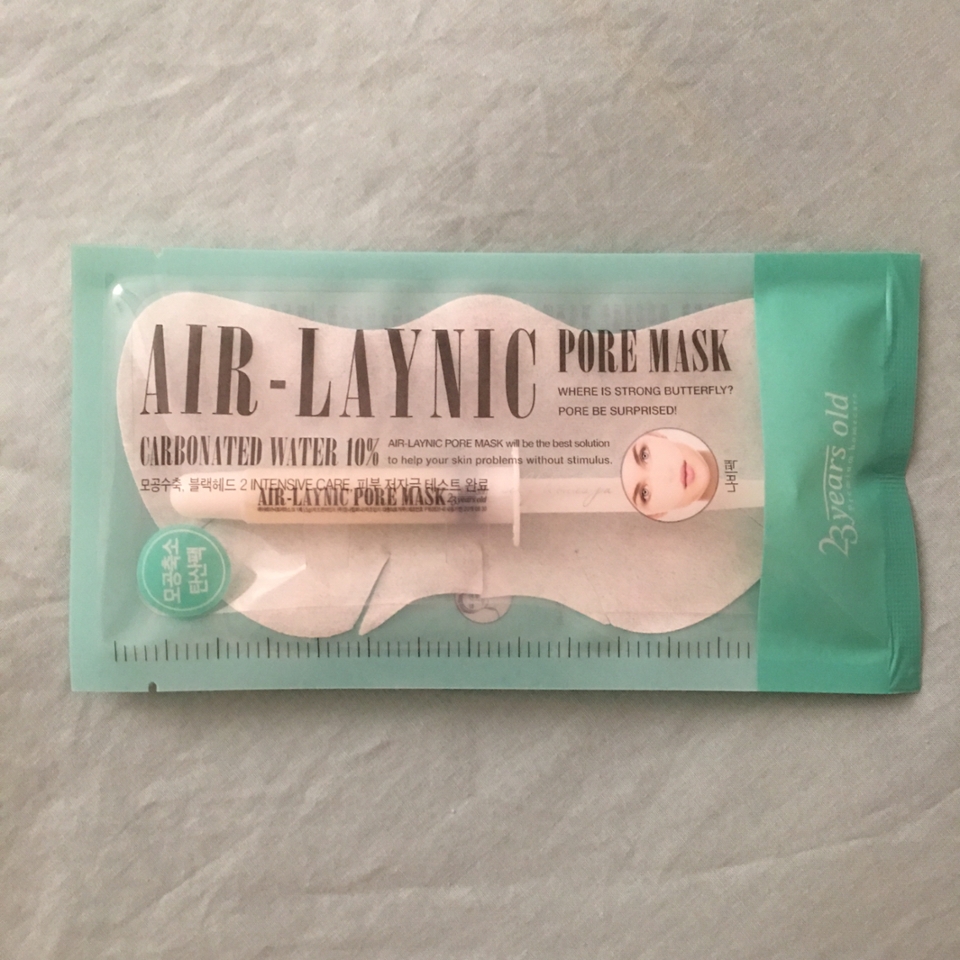 AIR-LAYNIC
PORE MASK
WHERE IS STRONG BUTTERFLY?
PORE BE SURPRISED!
CARBONATED WATER 10%
AIR-LAYNIC PORE MASK will be the best solution
to help your skin problems without stimulus.
모공수축, 블랙헤드 2 INTENSIVE CARE, 피부 저자극 테스트 완료
AIR-LAYNIC PORE MASK
나비팩
모공축소
탄산팩
23 years old